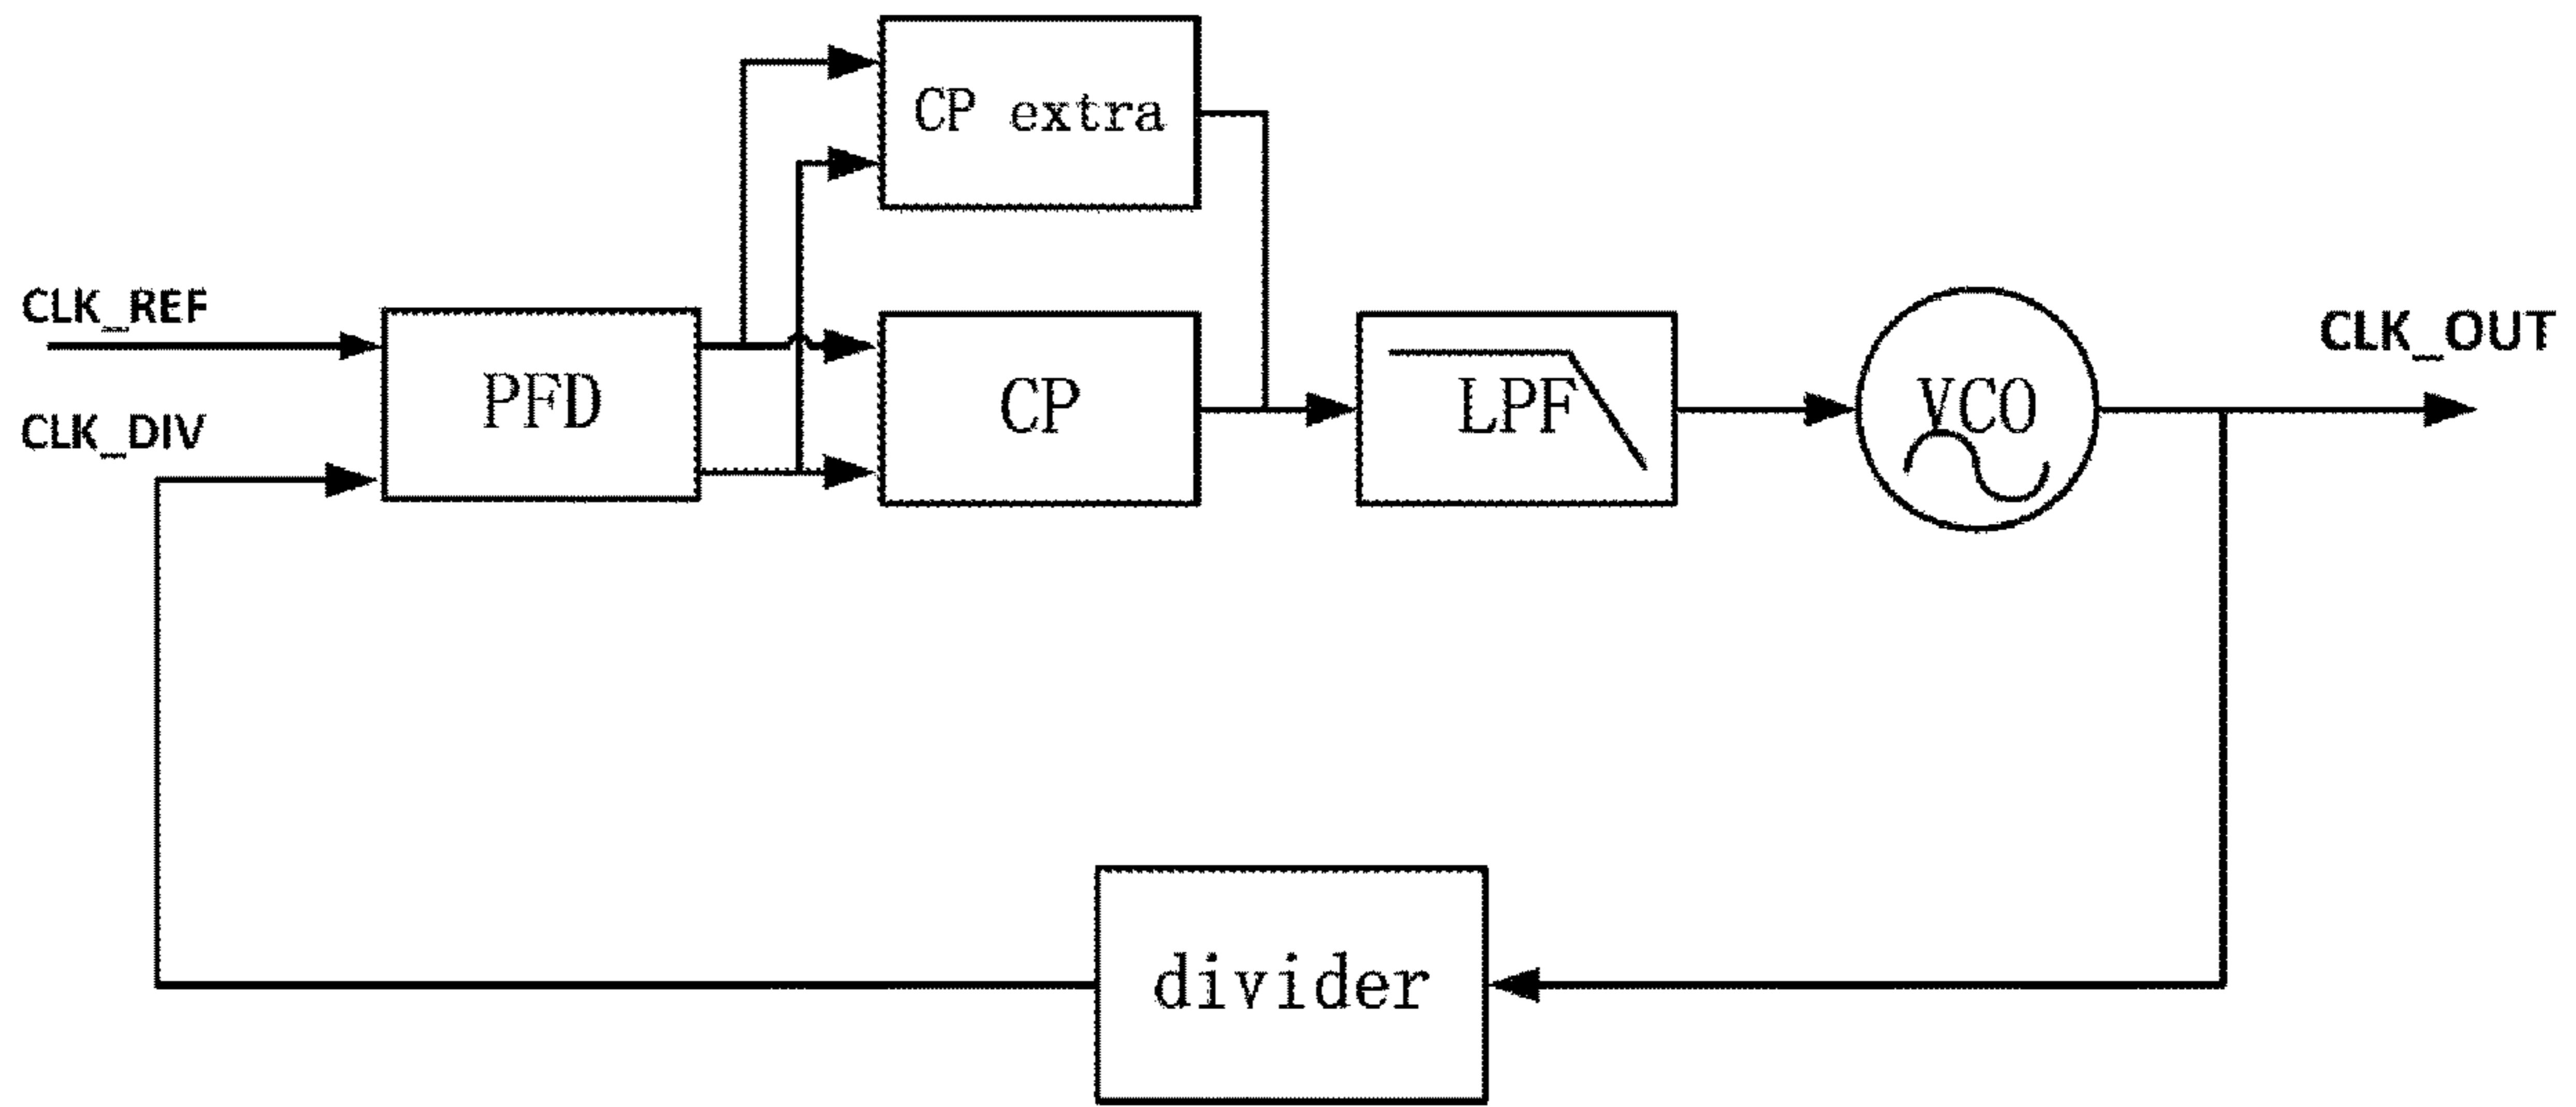 CP extra
CLK_REF
CLK_DIV
PFD
CP
LPF
VCO
CLK_OUT
divider